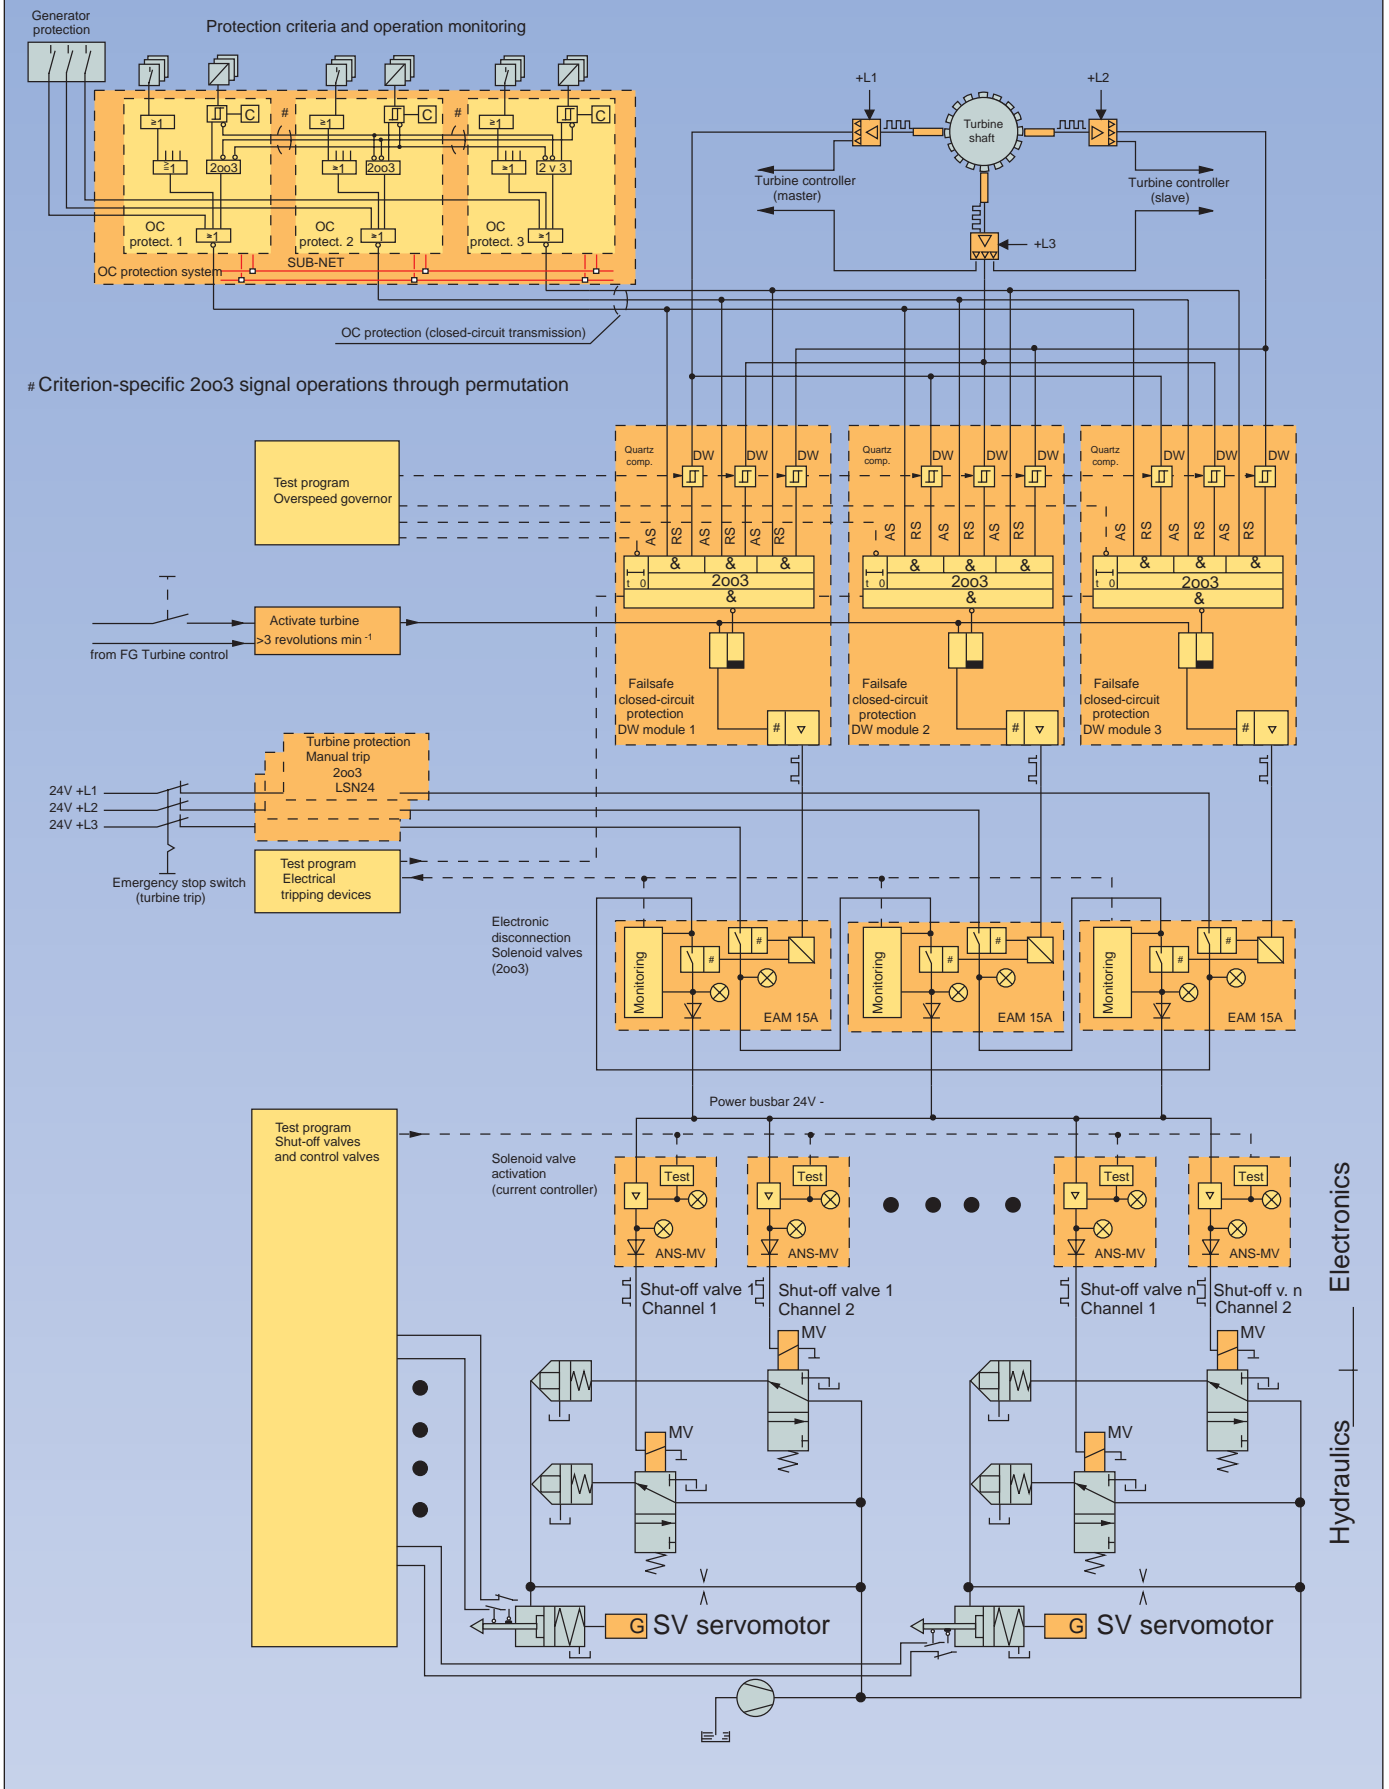 Generator
protection
Protection criteria and operation monitoring
+L1
+L2
Turbine
shaft
C
C
C
#
#
≥1
≥1
≥1
≧1
2oo3
≥1
2oo3
≥1
2 v 3
Turbine controller
(master)
Turbine controller
(slave)
OC
protect. 1
≥1
OC
protect. 2
≥1
OC
protect. 3
≥1
+L3
SUB-NET
OC protection system
OC protection (closed-circuit transmission)
# Criterion-specific 2oo3 signal operations through permutation
Test program
Overspeed governor
Quartz
comp.
DW
DW
DW
Quartz
comp.
DW
DW
DW
Quartz
comp.
DW
DW
DW
AS
RS
AS
RS
AS
RS
AS
RS
AS
RS
AS
RS
AS
RS
AS
RS
AS
RS
& & &
t 0 2oo3
&
& & &
t 0 2oo3
&
& & &
t 0 2oo3
&
Activate turbine
>3 revolutions min -1
from FG Turbine control
Failsafe
closed-circuit
protection
DW module 1
#
Failsafe
closed-circuit
protection
DW module 2
#
Failsafe
closed-circuit
protection
DW module 3
#
Turbine protection
Manual trip
2oo3
LSN24
24V +L1
24V +L2
24V +L3
Emergency stop switch
(turbine trip)
Test program
Electrical
tripping devices
Electronic
disconnection
Solenoid valves
(2oo3)
Monitoring
#
#
EAM 15A
Monitoring
#
#
EAM 15A
Monitoring
#
#
EAM 15A
Power busbar 24V -
Test program
Shut-off valves
and control valves
Solenoid valve
activation
(current controller)
Test
ANS-MV
Test
ANS-MV
Test
ANS-MV
Test
ANS-MV
Shut-off valve 1
Channel 1
Shut-off valve 1
Channel 2
Shut-off valve n
Channel 1
Shut-off v. n
Channel 2
Electronics
Hydraulics
MV
MV
MV
MV
G
SV servomotor
G
SV servomotor